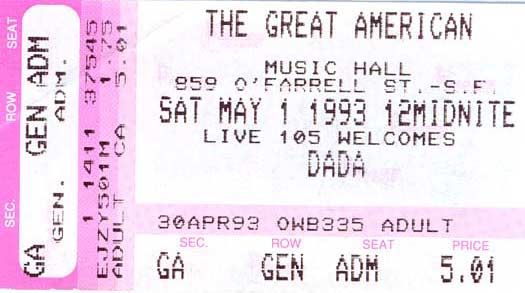 SEC. ROW SEAT
GA GEN ADM
GEN. ADM.
1 1411 37545
EJZY501M 1.75
ADULT CA 5.01
THE GREAT AMERICAN
MUSIC HALL
859 O'FARRELL ST.-S.F.
SAT MAY 1 1993 12MIDNITE
LIVE 105 WELCOMES
DADA
30APR93 OWB335 ADULT
SEC. ROW SEAT PRICE
GA GEN ADM 5.01